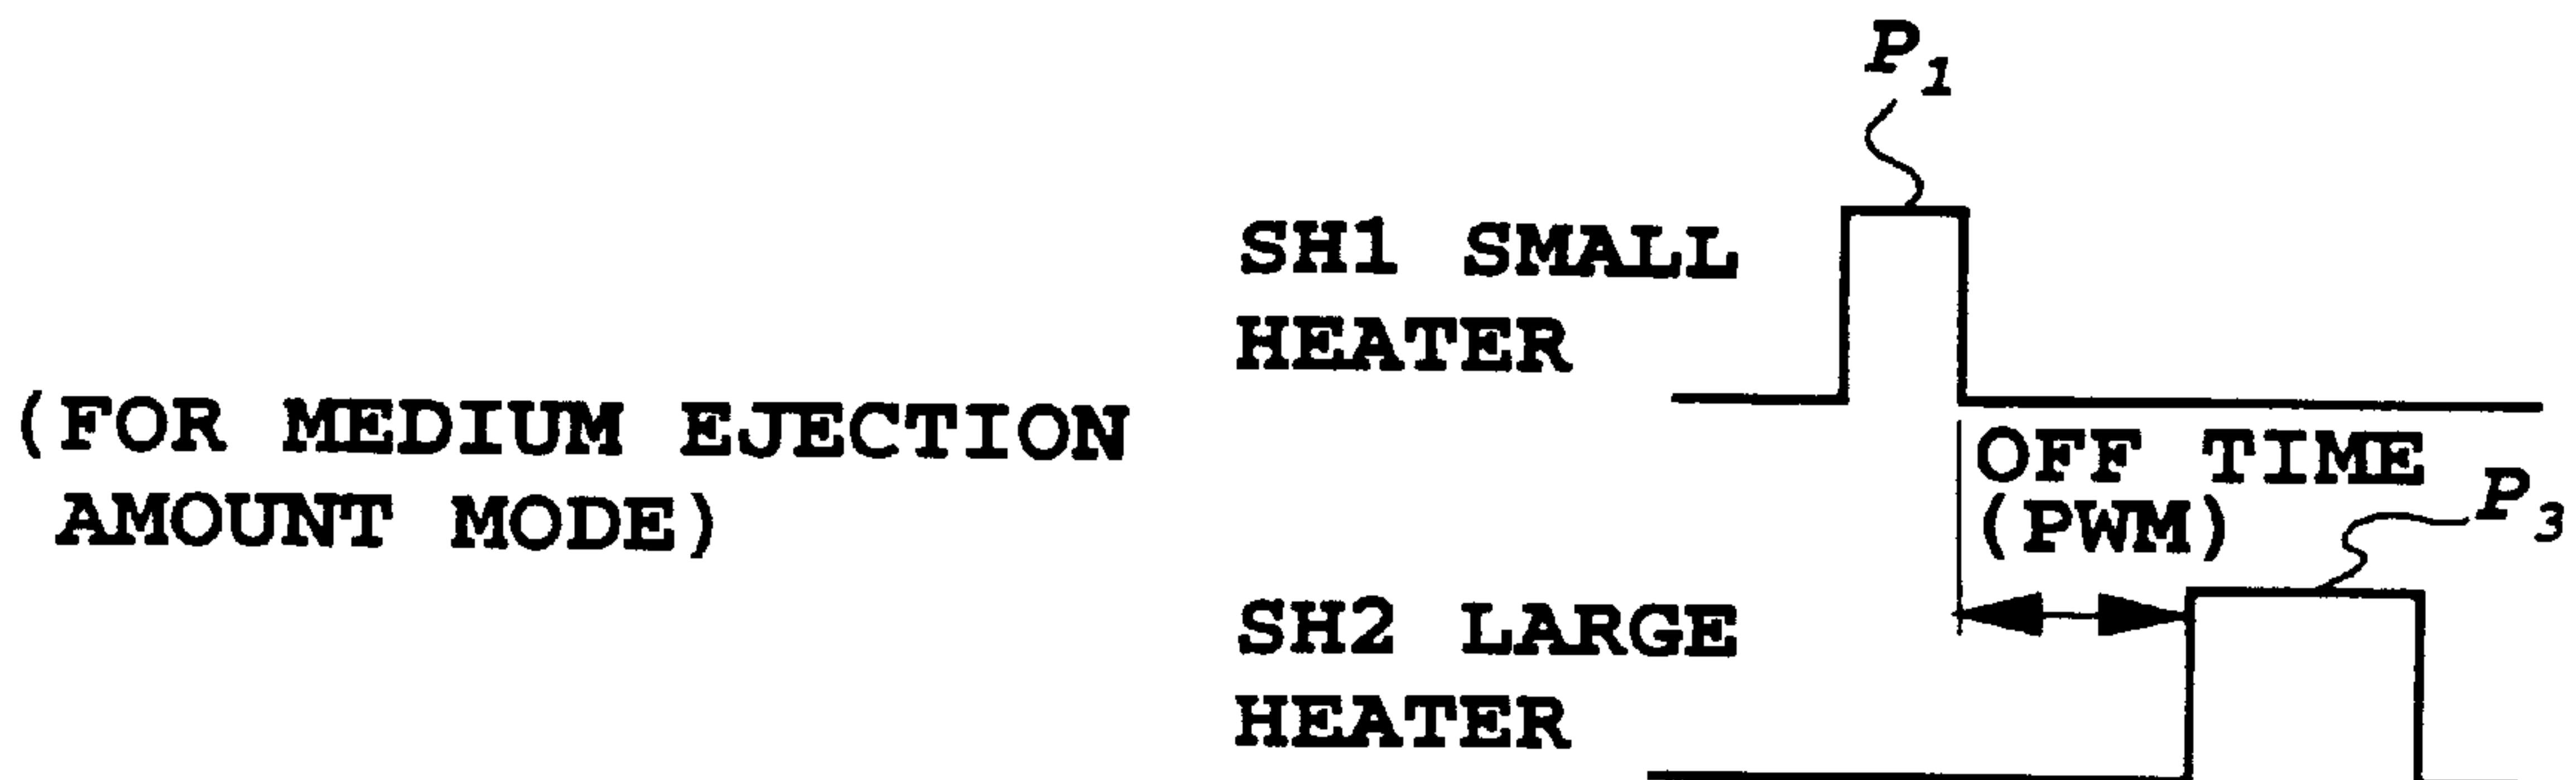 P1
SH1 SMALL
HEATER
(FOR MEDIUM EJECTION
AMOUNT MODE)
OFF TIME
(PWM)
P3
SH2 LARGE
HEATER